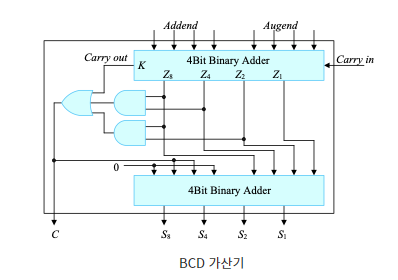 Addend Augend
Carry out 4Bit Binary Adder Carry in
K Z8 Z4 Z2 Z1
0
4Bit Binary Adder
C S8 S4 S2 S1
BCD 가산기